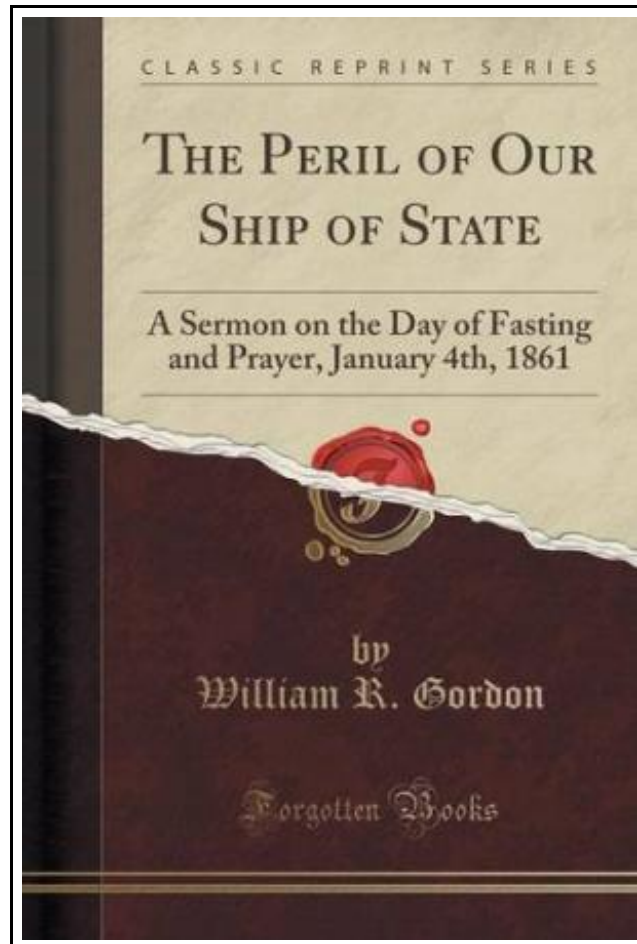 CLASSIC REPRINT SERIES
THE PERIL OF OUR
SHIP OF STATE
A Sermon on the Day of Fasting
and Prayer, January 4th, 1861
F
by
William R. Gordon
Forgotten Books